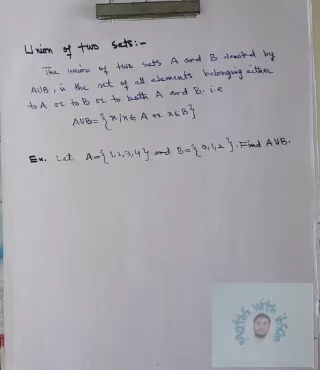 Union of two sets:-
The union of two sets A and B denoted by
A∪B, is the set of all elements belonging either
to A or to B or to both A and B. i.e
A∪B={x/x∈A or x∈B}
Ex. Let A={1,2,3,4} and B={0,1,2}. Find A∪B.
maths with